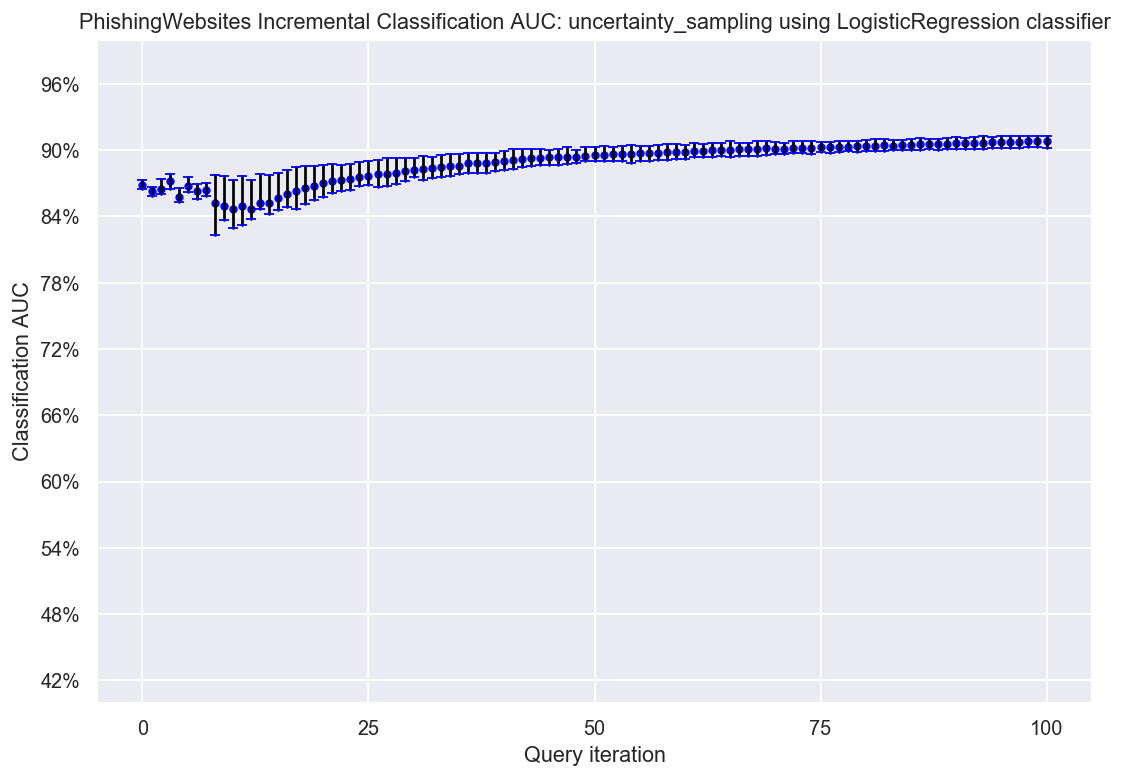 PhishingWebsites Incremental Classification AUC: uncertainty_sampling using LogisticRegression classifier
96%
90%
84%
78%
72%
66%
60%
54%
48%
42%
Classification AUC
0 25 50 75 100
Query iteration